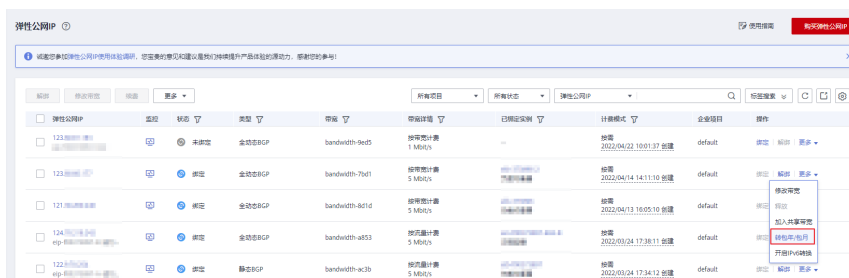 弹性公网IP
使用指南
购买弹性公网IP
诚邀您参加弹性公网IP使用体验调研，您宝贵的意见和建议是我们持续提升产品体验的源动力，感谢您的参与！
解绑 修改带宽 续费 更多
所有项目 所有状态 弹性公网IP 标签搜索
弹性公网IP 监控 状态 类型 带宽 带宽详情 已绑定实例 计费模式 企业项目 操作
123. 未绑定 全动态BGP bandwidth-9ed5 按带宽计费 1 Mbit/s -- 按需 2022/04/22 10:01:37 创建 default 绑定 解绑 更多
123. 绑定 全动态BGP bandwidth-7bd1 按带宽计费 5 Mbit/s 按需 2022/04/14 14:11:10 创建 default 绑定 解绑 更多
修改带宽
释放
加入共享带宽
转包年/包月
开启IPv6转换
121. 绑定 全动态BGP bandwidth-8d1d 按带宽计费 5 Mbit/s 按需 2022/04/13 16:05:10 创建 default 绑定
124. eip- 绑定 全动态BGP bandwidth-a853 按流量计费 5 Mbit/s 按需 2022/03/24 17:38:11 创建 default 绑定
122. eip- 绑定 静态BGP bandwidth-ac3b 按流量计费 5 Mbit/s 按需 2022/03/24 17:34:12 创建 default 绑定 解绑 更多